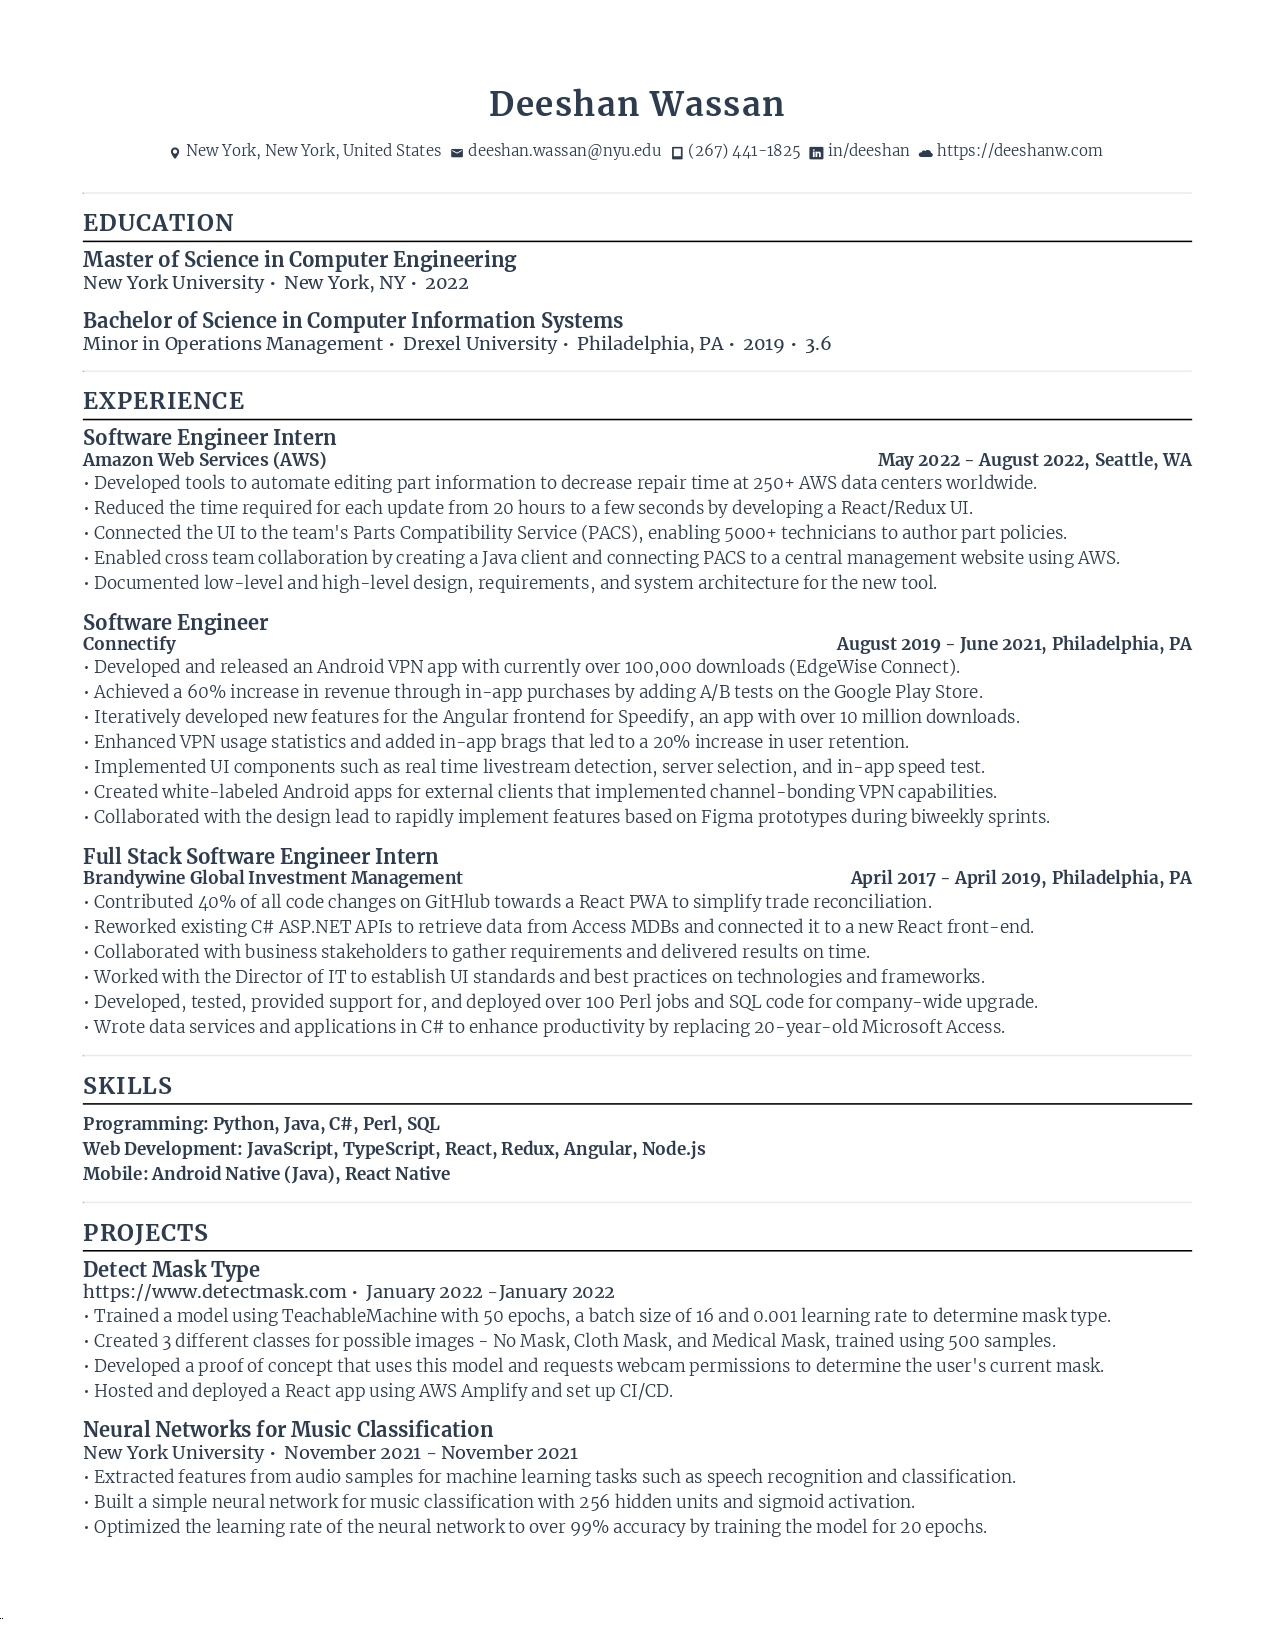 Deeshan Wassan
New York, New York, United States deeshan.wassan@nyu.edu (267) 441-1825 in/deeshan https://deeshanw.com
EDUCATION
Master of Science in Computer Engineering
New York University • New York, NY • 2022
Bachelor of Science in Computer Information Systems
Minor in Operations Management • Drexel University • Philadelphia, PA • 2019 • 3.6
EXPERIENCE
Software Engineer Intern
Amazon Web Services (AWS) May 2022 - August 2022, Seattle, WA
• Developed tools to automate editing part information to decrease repair time at 250+ AWS data centers worldwide.
• Reduced the time required for each update from 20 hours to a few seconds by developing a React/Redux UI.
• Connected the UI to the team's Parts Compatibility Service (PACS), enabling 5000+ technicians to author part policies.
• Enabled cross team collaboration by creating a Java client and connecting PACS to a central management website using AWS.
• Documented low-level and high-level design, requirements, and system architecture for the new tool.
Software Engineer
Connectify August 2019 - June 2021, Philadelphia, PA
• Developed and released an Android VPN app with currently over 100,000 downloads (EdgeWise Connect).
• Achieved a 60% increase in revenue through in-app purchases by adding A/B tests on the Google Play Store.
• Iteratively developed new features for the Angular frontend for Speedify, an app with over 10 million downloads.
• Enhanced VPN usage statistics and added in-app brags that led to a 20% increase in user retention.
• Implemented UI components such as real time livestream detection, server selection, and in-app speed test.
• Created white-labeled Android apps for external clients that implemented channel-bonding VPN capabilities.
• Collaborated with the design lead to rapidly implement features based on Figma prototypes during biweekly sprints.
Full Stack Software Engineer Intern
Brandywine Global Investment Management April 2017 - April 2019, Philadelphia, PA
• Contributed 40% of all code changes on GitHlub towards a React PWA to simplify trade reconciliation.
• Reworked existing C# ASP.NET APIs to retrieve data from Access MDBs and connected it to a new React front-end.
• Collaborated with business stakeholders to gather requirements and delivered results on time.
• Worked with the Director of IT to establish UI standards and best practices on technologies and frameworks.
• Developed, tested, provided support for, and deployed over 100 Perl jobs and SQL code for company-wide upgrade.
• Wrote data services and applications in C# to enhance productivity by replacing 20-year-old Microsoft Access.
SKILLS
Programming: Python, Java, C#, Perl, SQL
Web Development: JavaScript, TypeScript, React, Redux, Angular, Node.js
Mobile: Android Native (Java), React Native
PROJECTS
Detect Mask Type
https://www.detectmask.com • January 2022 -January 2022
• Trained a model using TeachableMachine with 50 epochs, a batch size of 16 and 0.001 learning rate to determine mask type.
• Created 3 different classes for possible images - No Mask, Cloth Mask, and Medical Mask, trained using 500 samples.
• Developed a proof of concept that uses this model and requests webcam permissions to determine the user's current mask.
• Hosted and deployed a React app using AWS Amplify and set up CI/CD.
Neural Networks for Music Classification
New York University • November 2021 - November 2021
• Extracted features from audio samples for machine learning tasks such as speech recognition and classification.
• Built a simple neural network for music classification with 256 hidden units and sigmoid activation.
• Optimized the learning rate of the neural network to over 99% accuracy by training the model for 20 epochs.